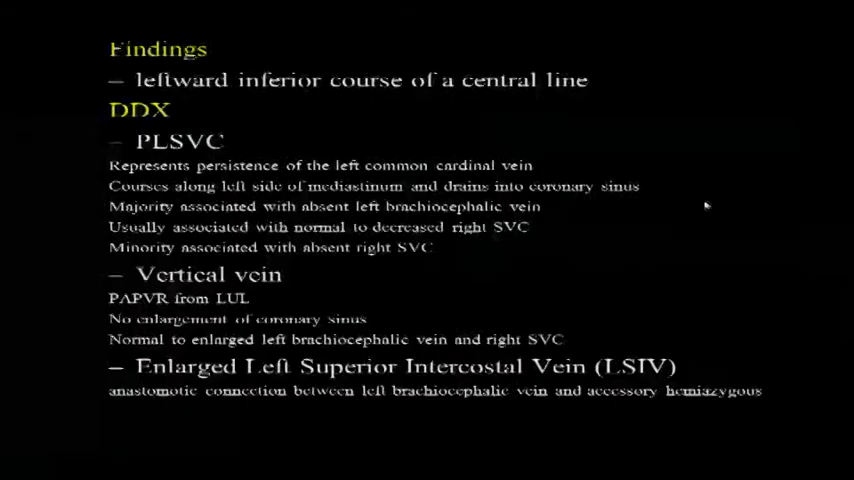 Findings
– leftward inferior course of a central line
DDX
– PLSVC
Represents persistence of the left common cardinal vein
Courses along left side of mediastinum and drains into coronary sinus
Majority associated with absent left brachiocephalic vein
Usually associated with normal to decreased right SVC
Minority associated with absent right SVC
– Vertical vein
PAPVR from LUL
No enlargement of coronary sinus
Normal to enlarged left brachiocephalic vein and right SVC
– Enlarged Left Superior Intercostal Vein (LSIV)
anastomotic connection between left brachiocephalic vein and accessory hemiazygous